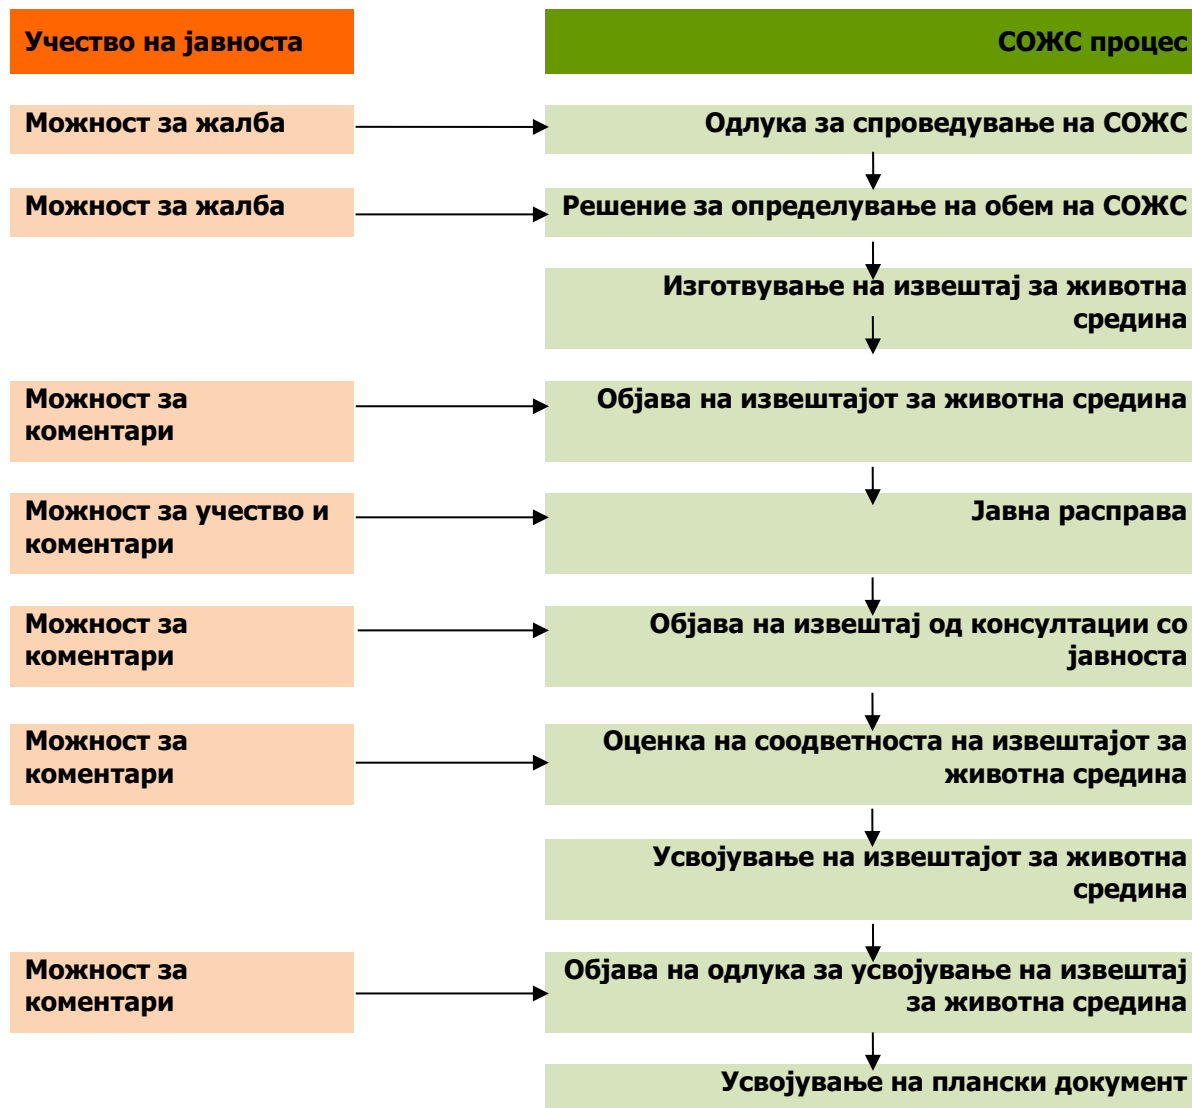 Учество на јавноста
СОЖС процес
Можност за жалба
Одлука за спроведување на СОЖС
Можност за жалба
Решение за определување на обем на СОЖС
Изготвување на извештај за животна
средина
Можност за
коментари
Објава на извештајот за животна средина
Можност за учество и
коментари
Јавна расправа
Можност за
коментари
Објава на извештај од консултации со
јавноста
Можност за
коментари
Оценка на соодветноста на извештајот за
животна средина
Усвојување на извештајот за животна
средина
Можност за
коментари
Објава на одлука за усвојување на извештај
за животна средина
Усвојување на плански документ